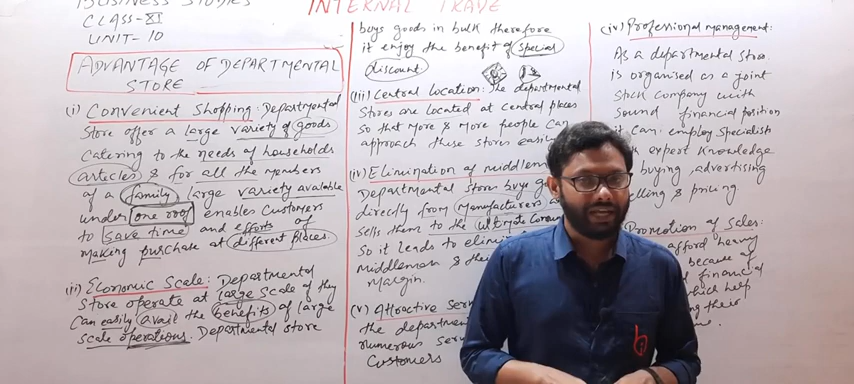 BUSINESS STUDIES
CLASS-XI
UNIT-10
INTERNAL TRADE
ADVANTAGE OF DEPARTMENTAL
STORE
(i) Convenient Shopping: Departmental
Store offer a large variety of goods
Catering to the needs of households
articles & for all the members
of a family large variety available
under one roof enables customers
to save time and efforts of
making purchase at different places
(ii) Economic Scale: Departmental
Store operate at large scale of they
can easily avail the benefits of large
scale operations. Departmental store
buys goods in bulk therefore
it enjoy the benefit of special
discount
(iii) Central location: The departmental
Stores are located at central places
so that more & more people can
approach these stores easily
(iv) Elimination of middlem
Departmental store buys g
directly from manufacturers a
sells them to the ultimate Consu
So it leads to elimin
middleman & the
margin.
(v) Attractive Serv
the departmen
numerous serv
Customers
(iv) Professional management:
As a departmental store
is organised as a joint
stock company with
sound financial position
it can employ specialists
expert knowledge
buying, advertising
selling & pricing
Promotion of Sales:
afford heavy
because of
financial
which help
ng their